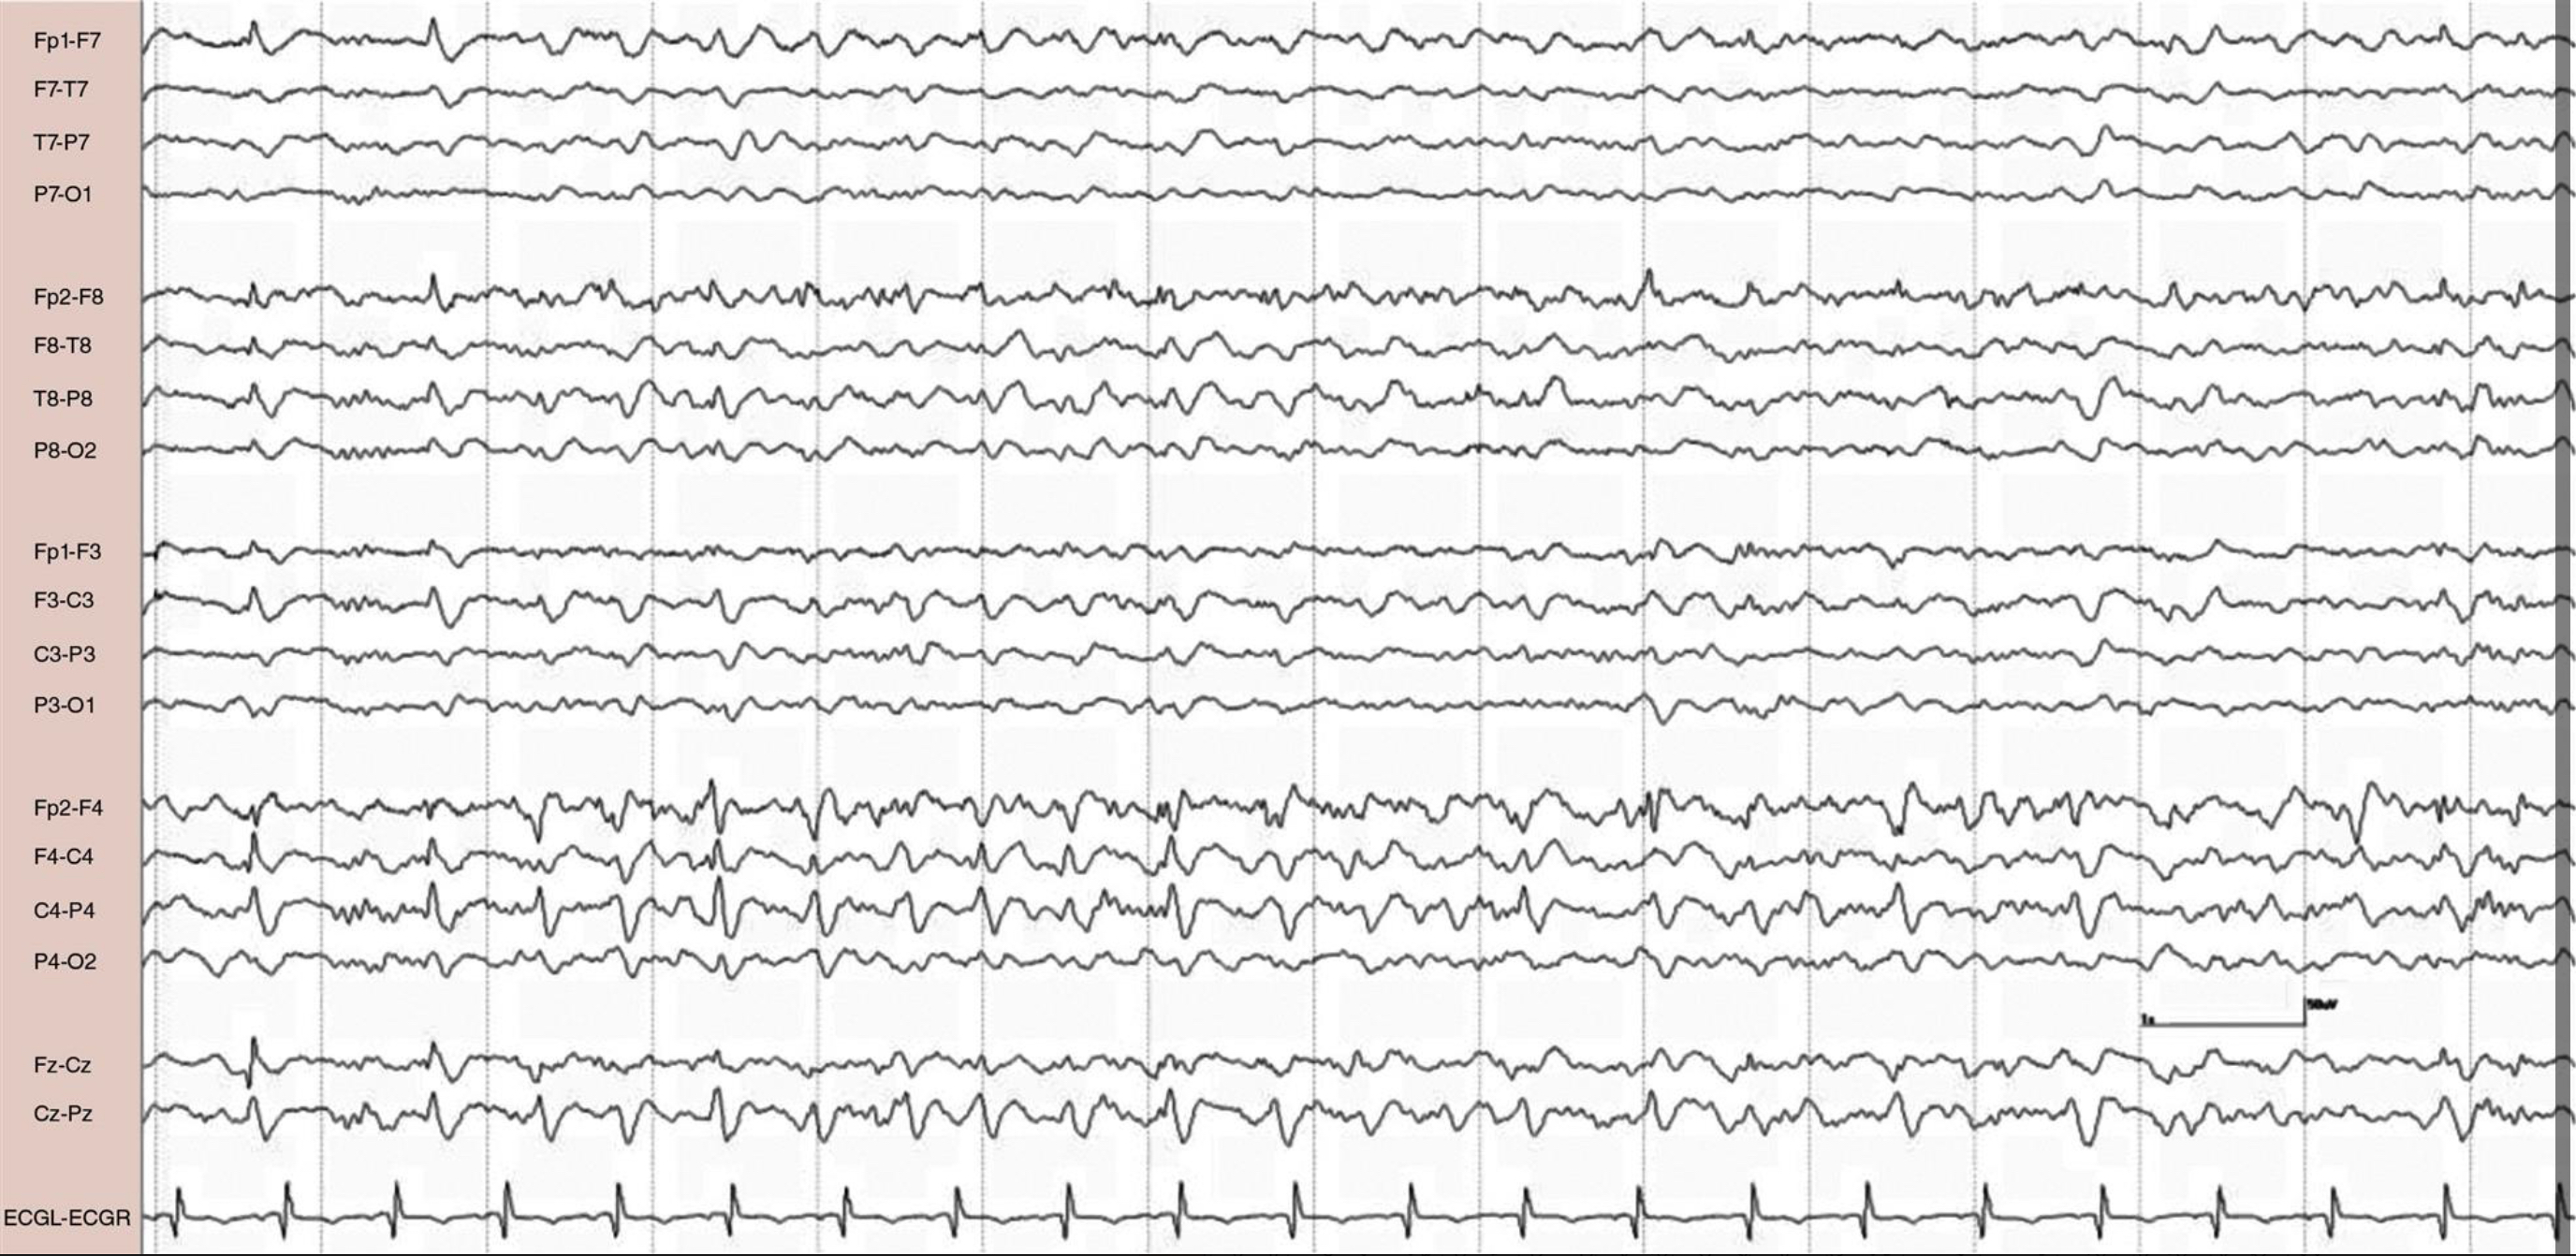 Fp1-F7
F7-T7
T7-P7
P7-O1
Fp2-F8
F8-T8
T8-P8
P8-O2
Fp1-F3
F3-C3
C3-P3
P3-O1
Fp2-F4
F4-C4
C4-P4
P4-O2
Fz-Cz
Cz-Pz
ECGL-ECGR